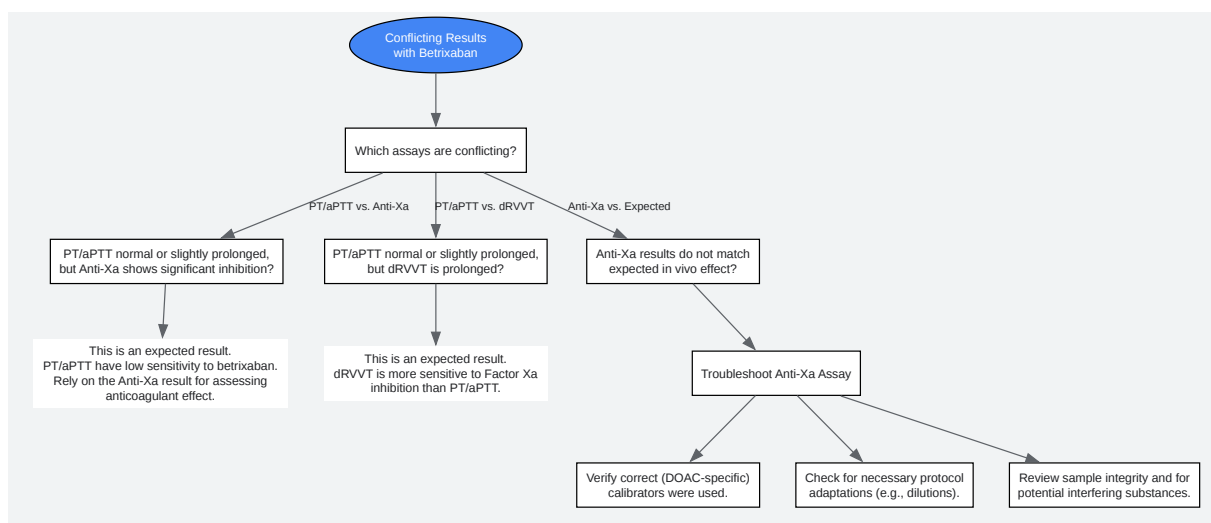 Conflicting Results
with Betrixaban
Which assays are conflicting?
PT/aPTT vs. Anti-Xa
PT/aPTT vs. dRVVT
Anti-Xa vs. Expected
PT/aPTT normal or slightly prolonged,
but Anti-Xa shows significant inhibition?
PT/aPTT normal or slightly prolonged,
but dRVVT is prolonged?
Anti-Xa results do not match
expected in vivo effect?
This is an expected result.
PT/aPTT have low sensitivity to betrixaban.
Rely on the Anti-Xa result for assessing
anticoagulant effect.
This is an expected result.
dRVVT is more sensitive to Factor Xa
inhibition than PT/aPTT.
Troubleshoot Anti-Xa Assay
Verify correct (DOAC-specific)
calibrators were used.
Check for necessary protocol
adaptations (e.g., dilutions).
Review sample integrity and for
potential interfering substances.